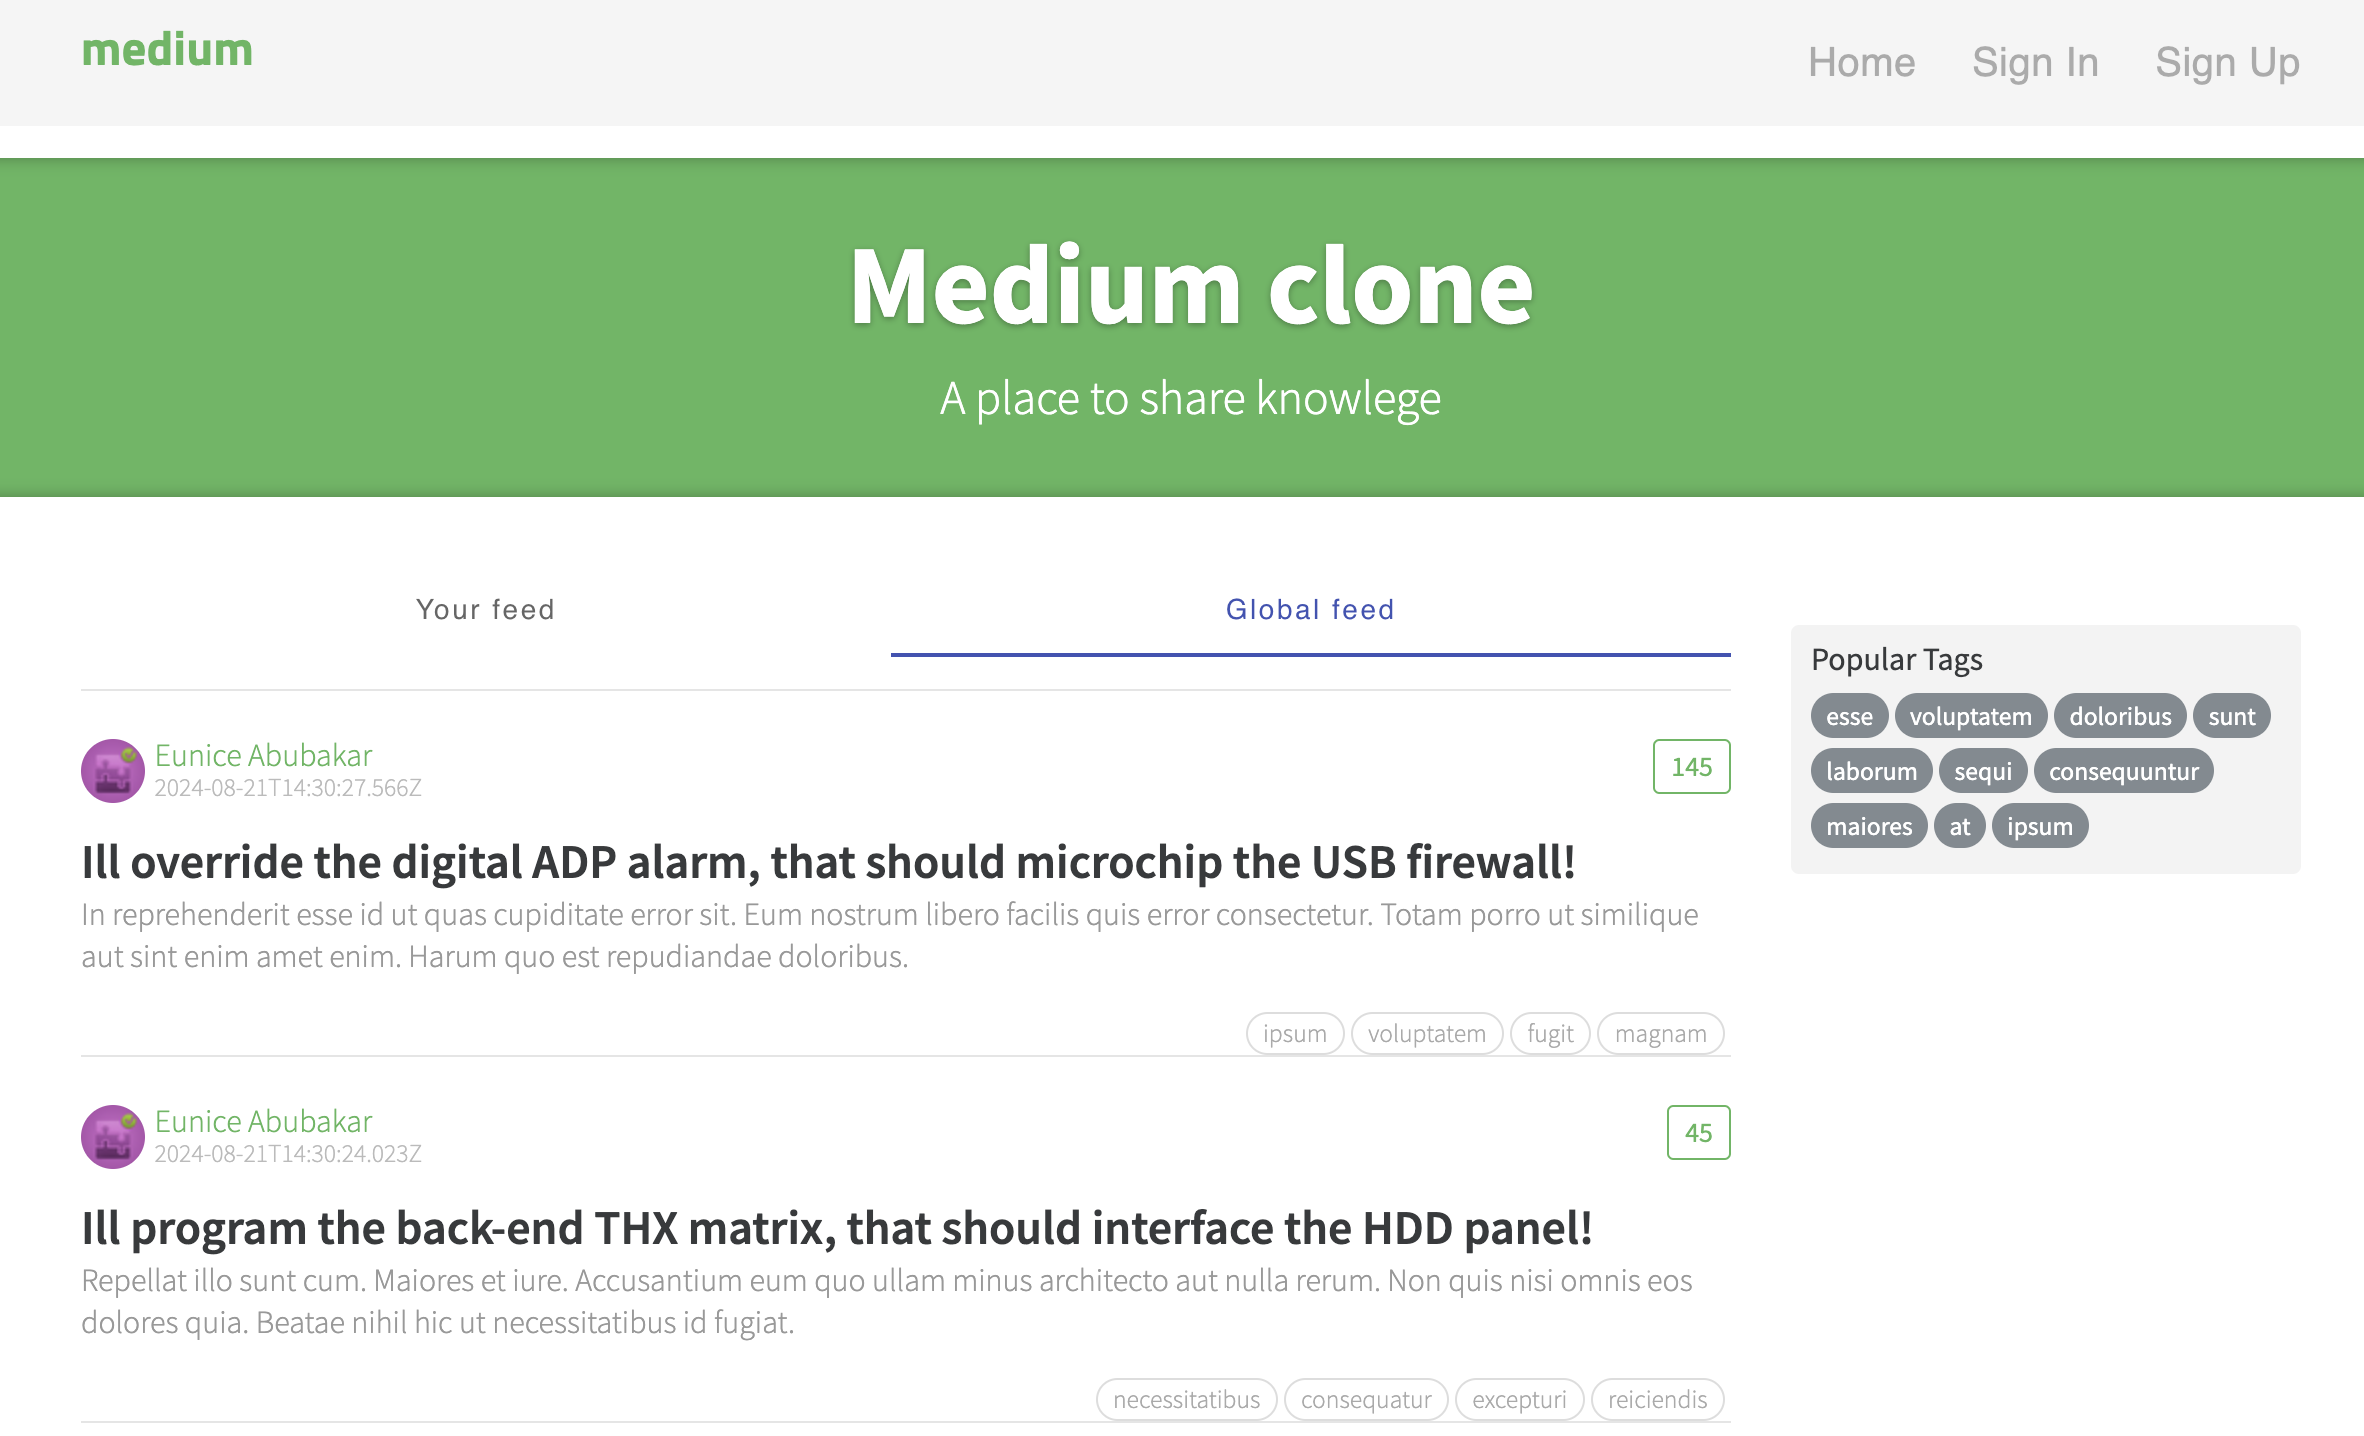 medium
Home Sign In Sign Up
Medium clone
A place to share knowlege
Your feed Global feed
Eunice Abubakar
2024-08-21T14:30:27.566Z
145
Ill override the digital ADP alarm, that should microchip the USB firewall!
In reprehenderit esse id ut quas cupiditate error sit. Eum nostrum libero facilis quis error consectetur. Totam porro ut similique
aut sint enim amet enim. Harum quo est repudiandae doloribus.
ipsum voluptatem fugit magnam
Eunice Abubakar
2024-08-21T14:30:24.023Z
45
Ill program the back-end THX matrix, that should interface the HDD panel!
Repellat illo sunt cum. Maiores et iure. Accusantium eum quo ullam minus architecto aut nulla rerum. Non quis nisi omnis eos
dolores quia. Beatae nihil hic ut necessitatibus id fugiat.
necessitatibus consequatur excepturi reiciendis
Popular Tags
esse voluptatem doloribus sunt
laborum sequi consequuntur
maiores at ipsum